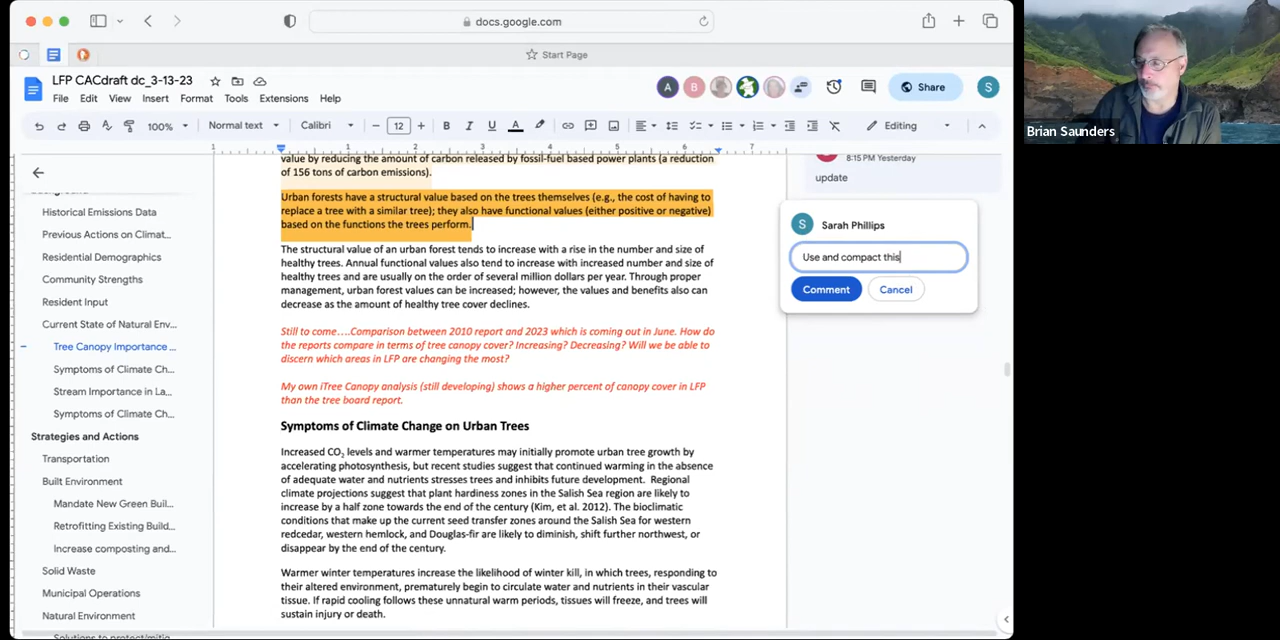 docs.google.com
Start Page
LFP CACdraft dc_3-13-23
File Edit View Insert Format Tools Extensions Help
A B Share S
100% Normal text Calibri 12 B I U A Editing
1 1 2 3 4 5 6 7
Historical Emissions Data
Previous Actions on Climat...
Residential Demographics
Community Strengths
Resident Input
Current State of Natural Env...
Tree Canopy Importance ...
Symptoms of Climate Ch...
Stream Importance in La...
Symptoms of Climate Ch...
Strategies and Actions
Transportation
Built Environment
Mandate New Green Buil...
Retrofitting Existing Build...
Increase composting and...
Solid Waste
Municipal Operations
Natural Environment
Solutions to protect/mitig
value by reducing the amount of carbon released by fossil-fuel based power plants (a reduction
of 156 tons of carbon emissions).
Urban forests have a structural value based on the trees themselves (e.g., the cost of having to
replace a tree with a similar tree); they also have functional values (either positive or negative)
based on the functions the trees perform.
The structural value of an urban forest tends to increase with a rise in the number and size of
healthy trees. Annual functional values also tend to increase with increased number and size of
healthy trees and are usually on the order of several million dollars per year. Through proper
management, urban forest values can be increased; however, the values and benefits also can
decrease as the amount of healthy tree cover declines.
Still to come....Comparison between 2010 report and 2023 which is coming out in June. How do
the reports compare in terms of tree canopy cover? Increasing? Decreasing? Will we be able to
discern which areas in LFP are changing the most?
My own iTree Canopy analysis (still developing) shows a higher percent of canopy cover in LFP
than the tree board report.
Symptoms of Climate Change on Urban Trees
Increased CO2 levels and warmer temperatures may initially promote urban tree growth by
accelerating photosynthesis, but recent studies suggest that continued warming in the absence
of adequate water and nutrients stresses trees and inhibits future development. Regional
climate projections suggest that plant hardiness zones in the Salish Sea region are likely to
increase by a half zone towards the end of the century (Kim, et al. 2012). The bioclimatic
conditions that make up the current seed transfer zones around the Salish Sea for western
redcedar, western hemlock, and Douglas-fir are likely to diminish, shift further northwest, or
disappear by the end of the century.
Warmer winter temperatures increase the likelihood of winter kill, in which trees, responding to
their altered environment, prematurely begin to circulate water and nutrients in their vascular
tissue. If rapid cooling follows these unnatural warm periods, tissues will freeze, and trees will
sustain injury or death.
8:15 PM Yesterday
update
S Sarah Phillips
Use and compact this
Comment Cancel
Brian Saunders